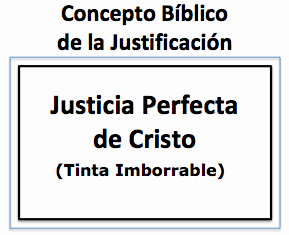 Concepto Bíblico
de la Justificación
Justicia Perfecta
de Cristo
(Tinta Imborrable)